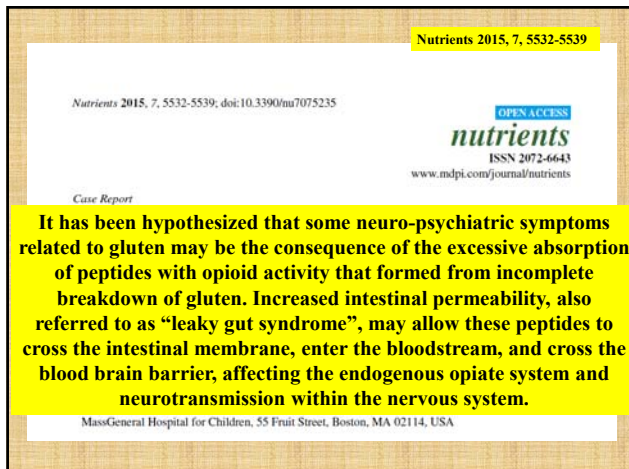 Nutrients 2015, 7, 5532-5539
Nutrients 2015, 7, 5532-5539; doi:10.3390/nu7075235
OPEN ACCESS
nutrients
ISSN 2072-6643
www.mdpi.com/journal/nutrients
Case Report
It has been hypothesized that some neuro-psychiatric symptoms
related to gluten may be the consequence of the excessive absorption
of peptides with opioid activity that formed from incomplete
breakdown of gluten. Increased intestinal permeability, also
referred to as “leaky gut syndrome”, may allow these peptides to
cross the intestinal membrane, enter the bloodstream, and cross the
blood brain barrier, affecting the endogenous opiate system and
neurotransmission within the nervous system.
MassGeneral Hospital for Children, 55 Fruit Street, Boston, MA 02114, USA